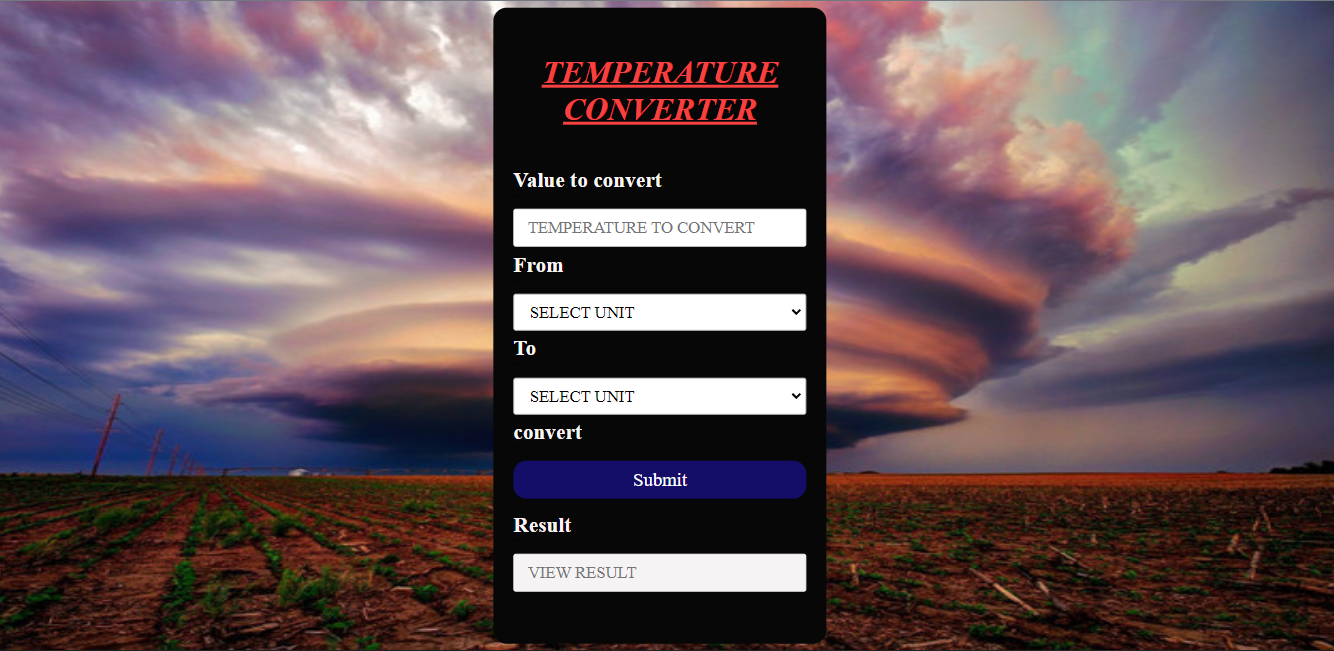 TEMPERATURE
CONVERTER
Value to convert
TEMPERATURE TO CONVERT
From
SELECT UNIT
To
SELECT UNIT
convert
Submit
Result
VIEW RESULT